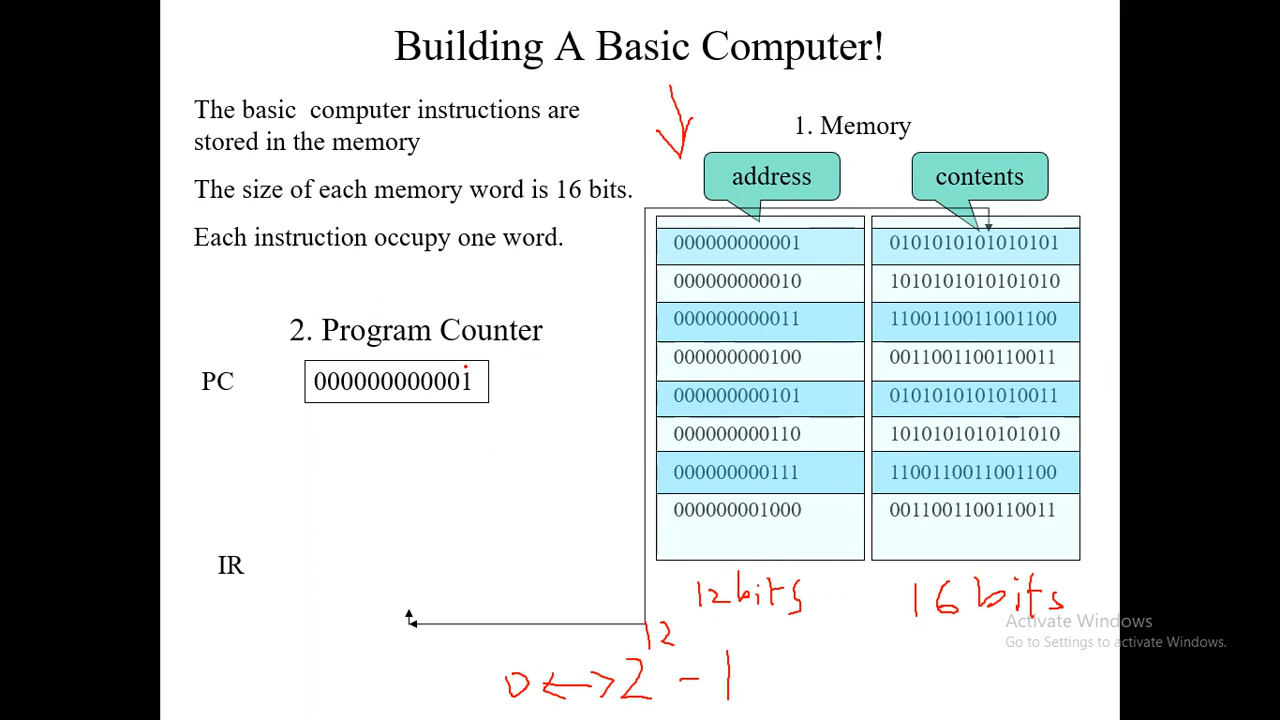 Building A Basic Computer!
The basic computer instructions are
stored in the memory
The size of each memory word is 16 bits.
Each instruction occupy one word.
1. Memory
address contents
000000000001 0101010101010101
000000000010 1010101010101010
000000000011 1100110011001100
000000000100 0011001100110011
000000000101 0101010101010011
000000000110 1010101010101010
000000000111 1100110011001100
000000001000 0011001100110011
2. Program Counter
PC 000000000001
IR
12 bits 16 bits
0 <-> 2^12 - 1
Activate Windows
Go to Settings to activate Windows.